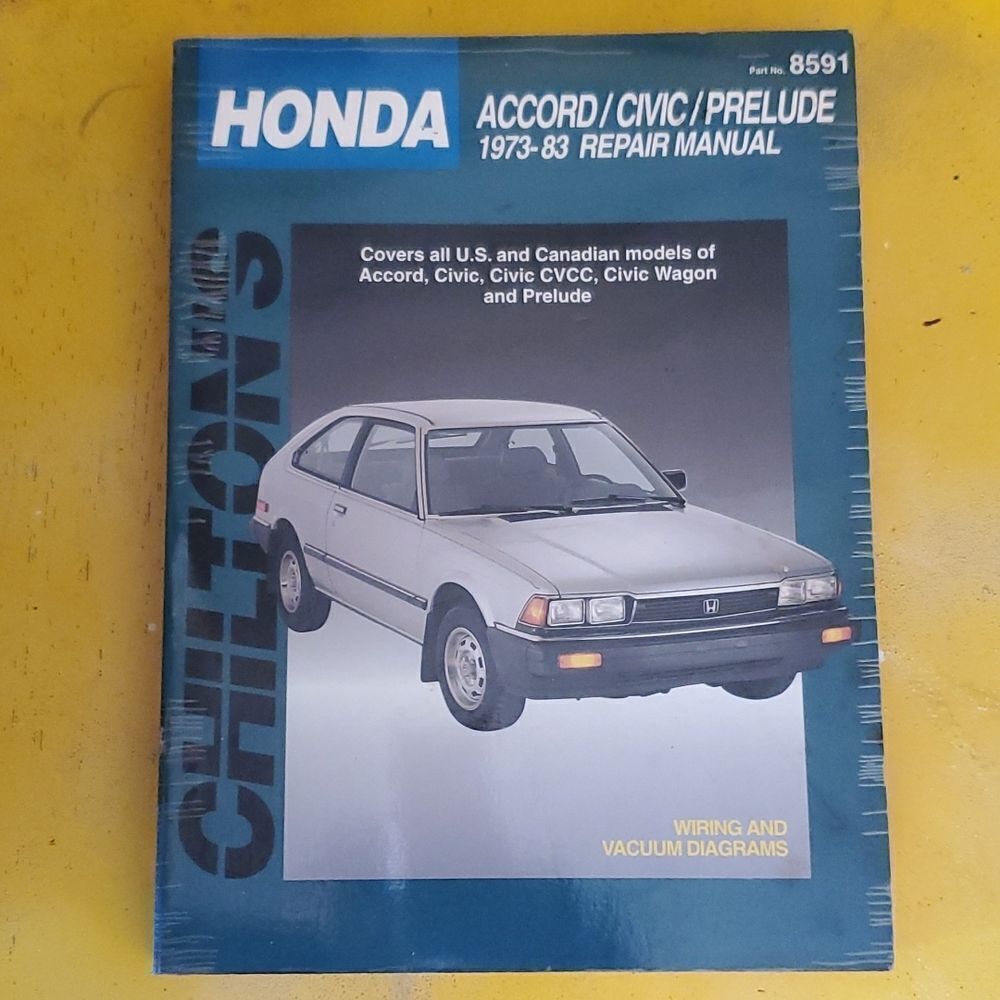 Part No. 8591
HONDA
ACCORD/CIVIC/PRELUDE
1973-83 REPAIR MANUAL
CHILTON'S
Covers all U.S. and Canadian models of
Accord, Civic, Civic CVCC, Civic Wagon
and Prelude
WIRING AND
VACUUM DIAGRAMS